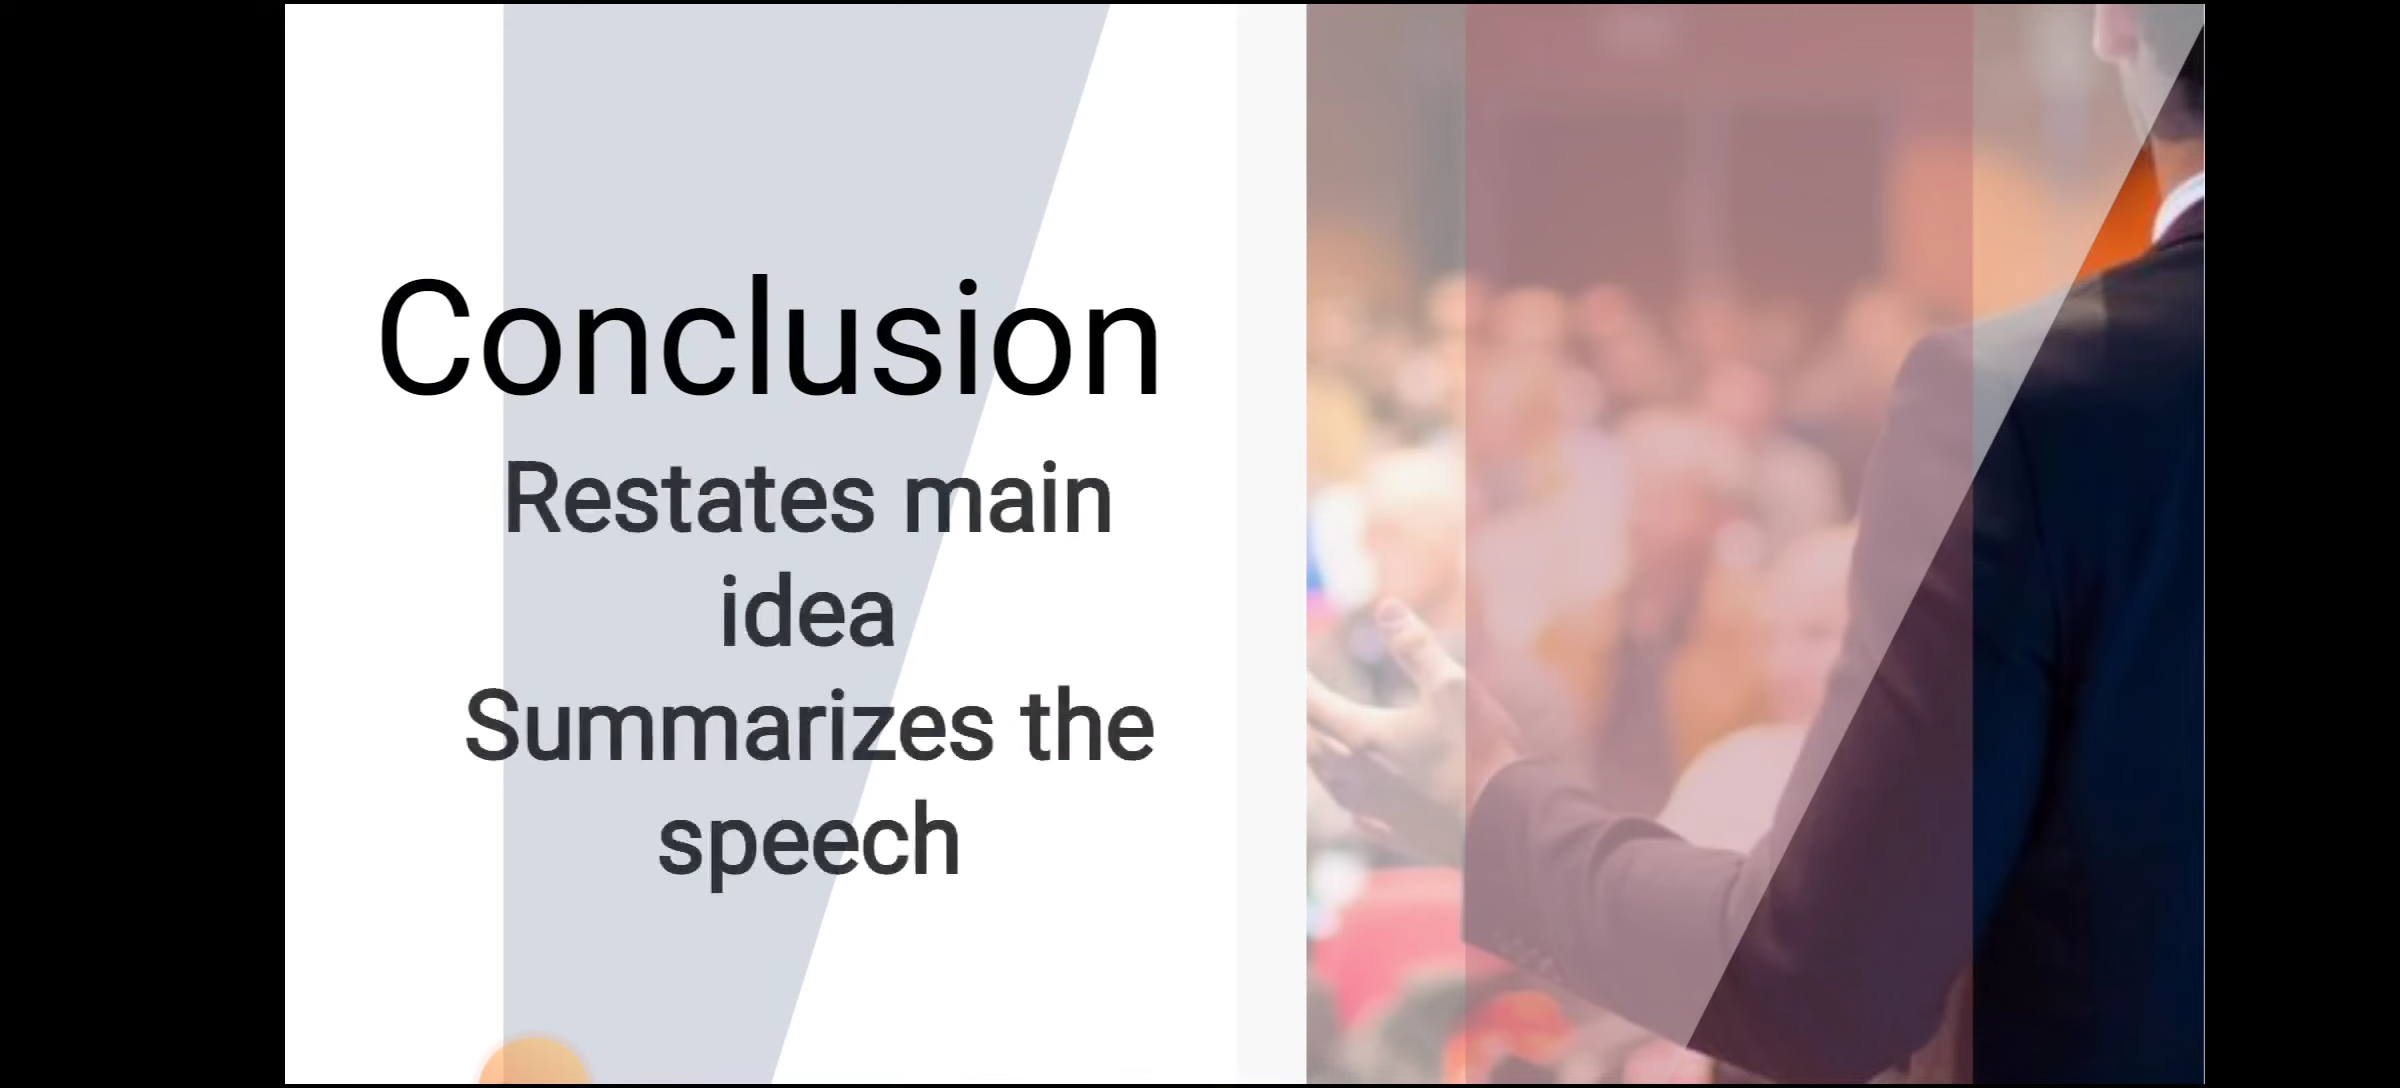 Conclusion
Restates main
idea
Summarizes the
speech